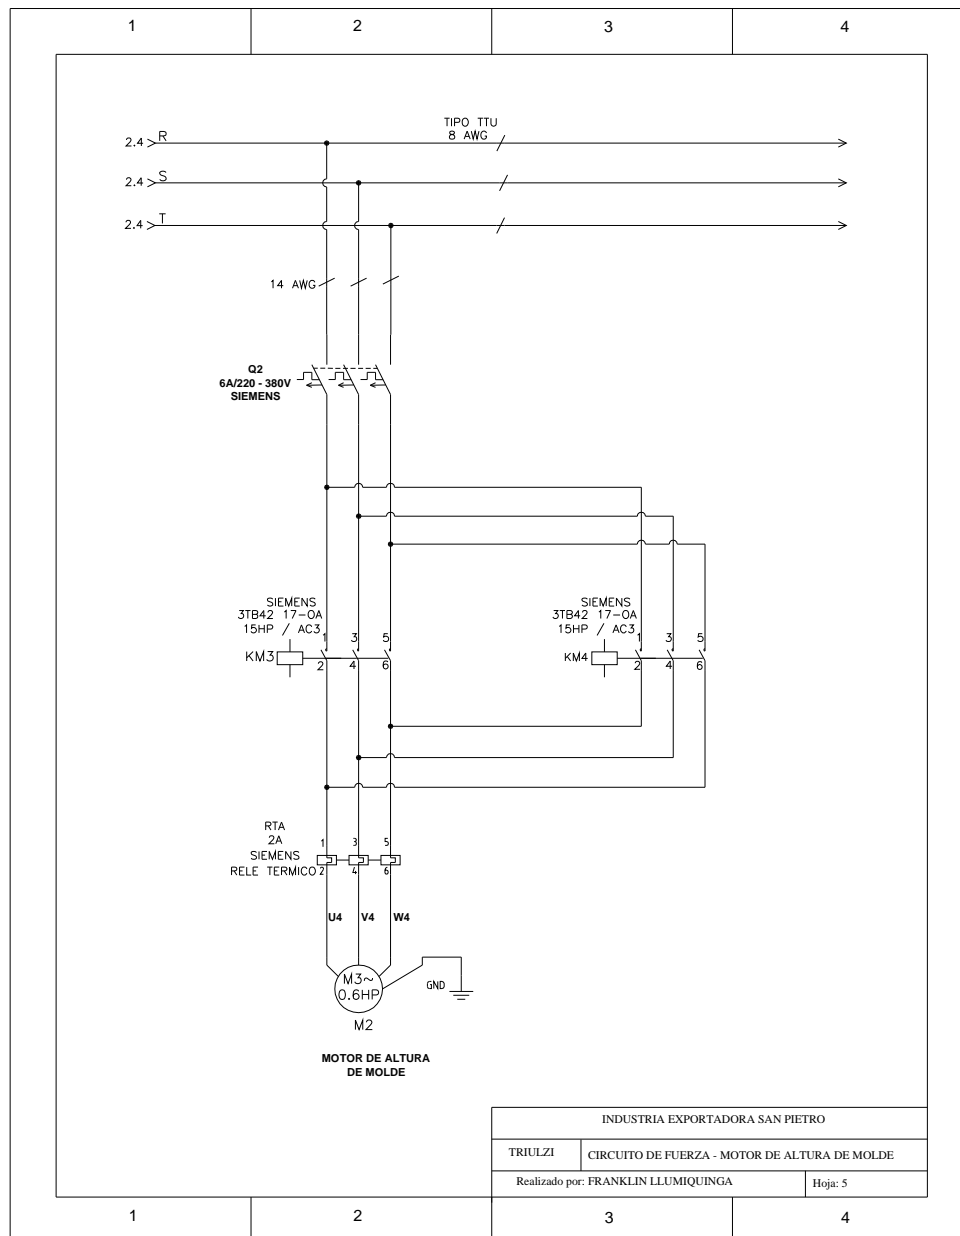 1 2 3 4
TIPO TTU
8 AWG
2.4 R
2.4 S
2.4 T
14 AWG
Q2
6A/220 - 380V
SIEMENS
SIEMENS
3TB42 17-0A
15HP / AC3
KM3
1 3 5
2 4 6
SIEMENS
3TB42 17-0A
15HP / AC3
KM4
1 3 5
2 4 6
RTA
2A
SIEMENS
RELE TERMICO
1 3 5
2 4 6
U4 V4 W4
M3~
0.6HP
GND
M2
MOTOR DE ALTURA
DE MOLDE
INDUSTRIA EXPORTADORA SAN PIETRO
TRIULZI CIRCUITO DE FUERZA - MOTOR DE ALTURA DE MOLDE
Realizado por: FRANKLIN LLUMIQUINGA Hoja: 5
1 2 3 4